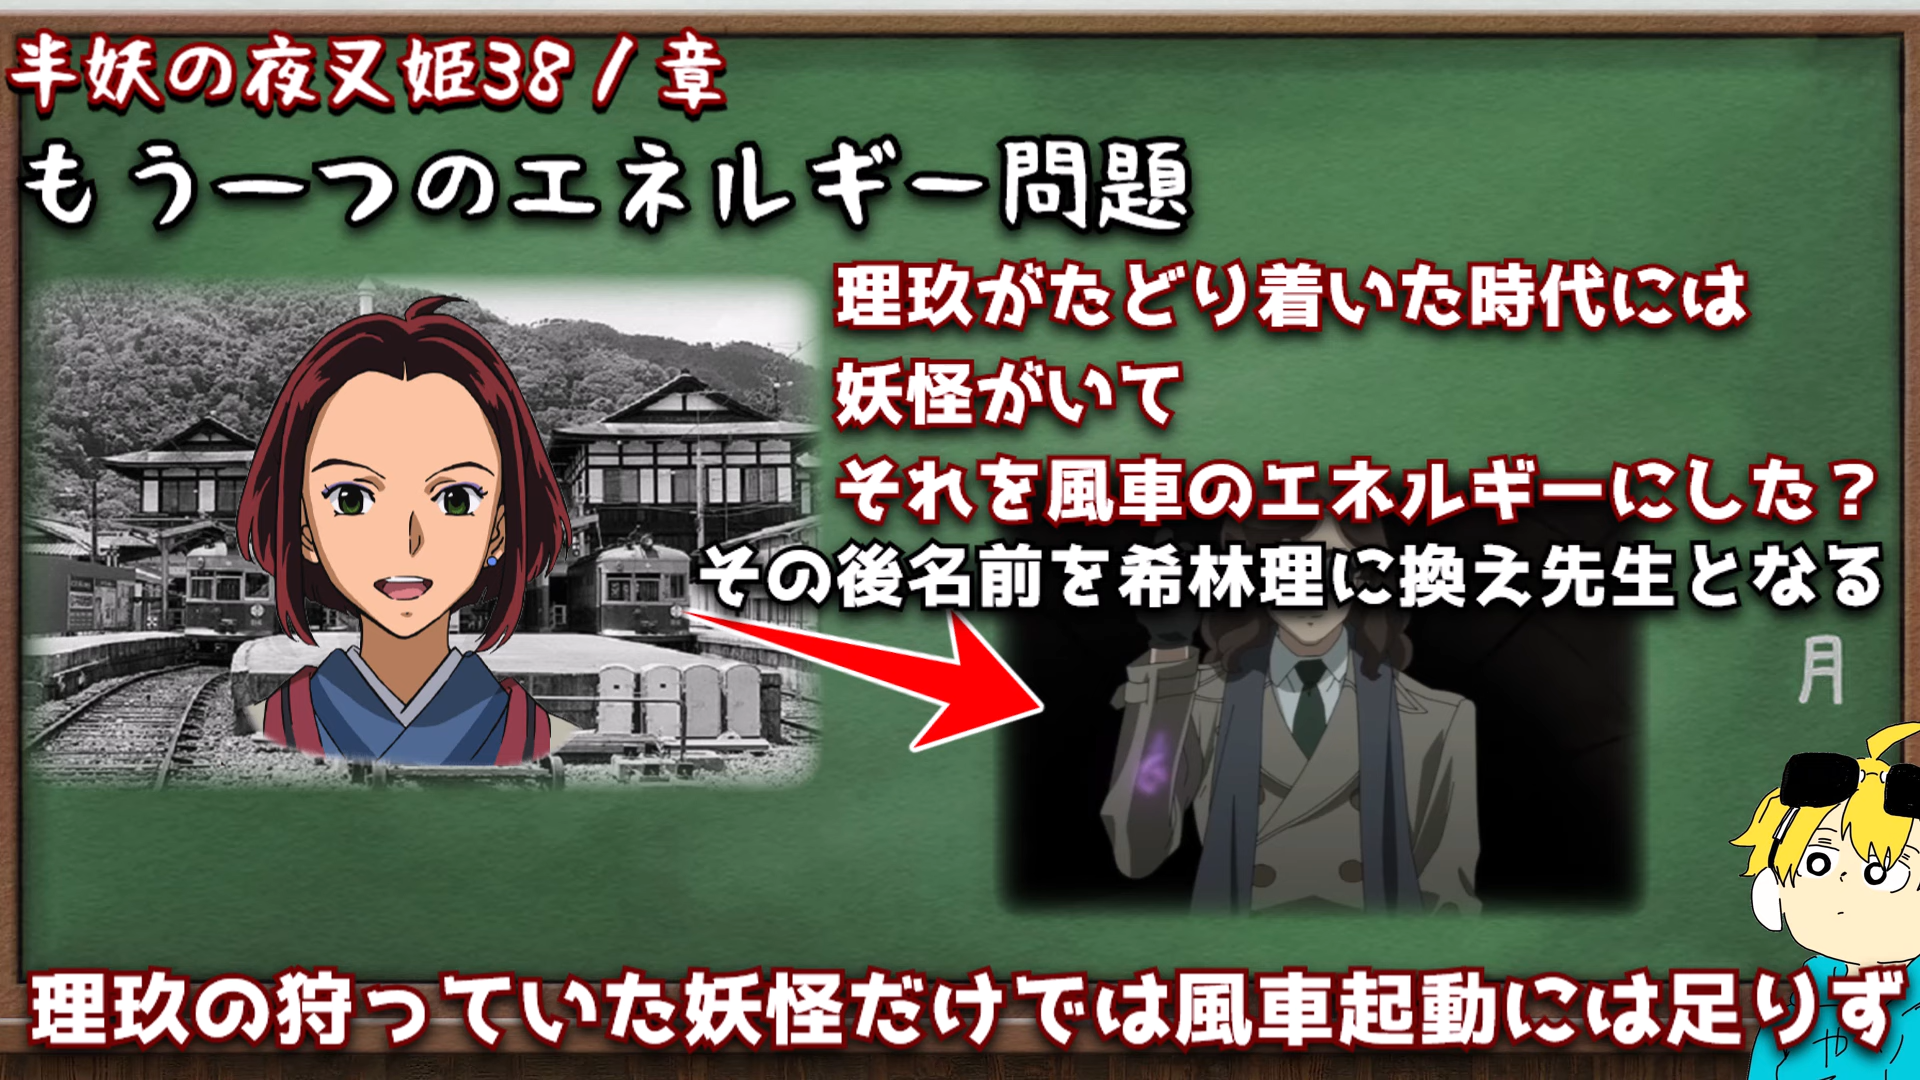 半妖の夜叉姫38/章
もう一つのエネルギー問題
理玖がたどり着いた時代には
妖怪がいて
それを風車のエネルギーにした？
その後名前を希林理に換え先生となる
月
理玖の狩っていた妖怪だけでは風車起動には足りず